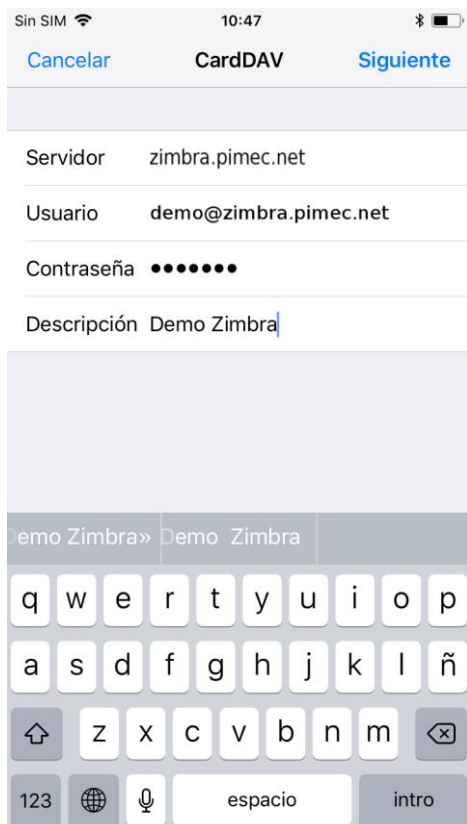 Sin SIM 10:47
Cancelar CardDAV Siguiente
Servidor zimbra.pimec.net
Usuario demo@zimbra.pimec.net
Contraseña •••••••
Descripción Demo Zimbra
Demo Zimbra» Demo Zimbra
q w e r t y u i o p
a s d f g h j k l ñ
z x c v b n m
123 espacio intro